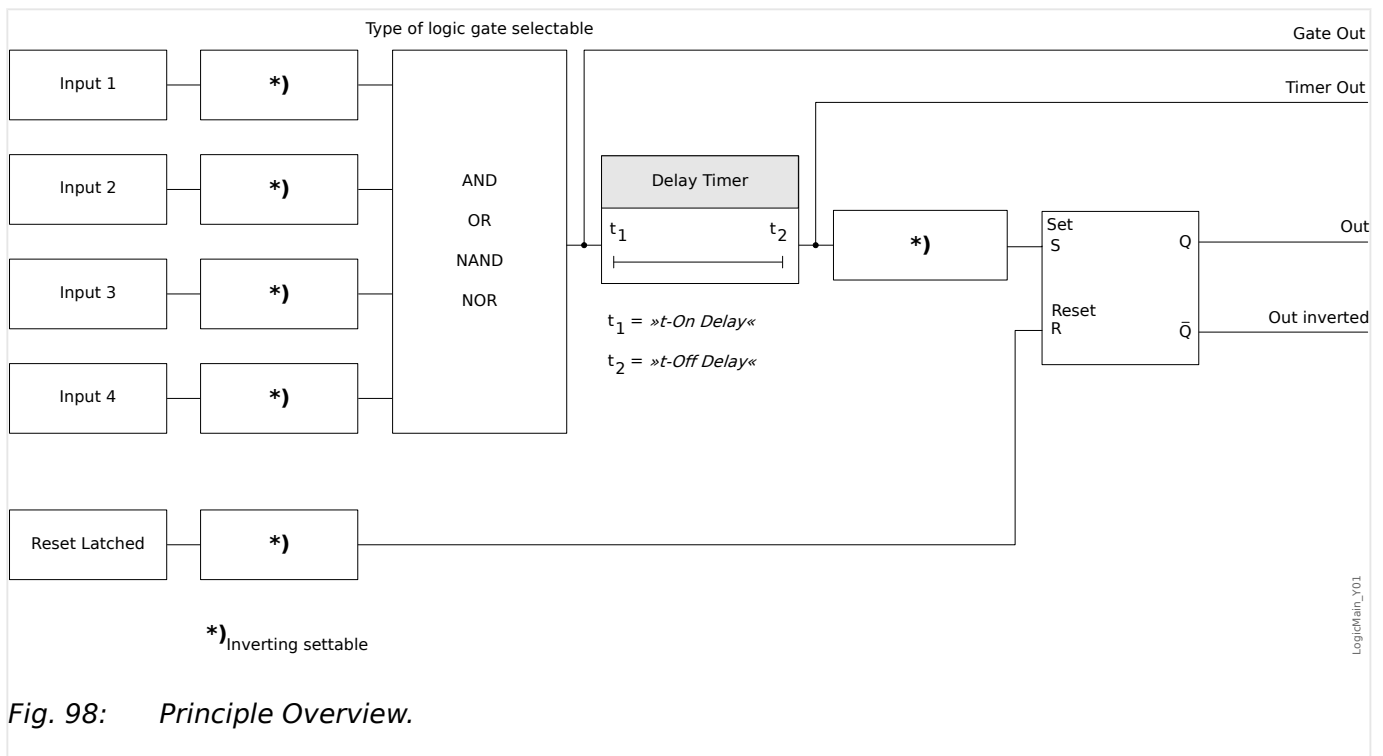 Type of logic gate selectable
Gate Out
Input 1
*)
Timer Out
Input 2
*)
AND
OR
NAND
NOR
Delay Timer
t1
t2
*)
Set
S
Q
Out
Input 3
*)
t1 = »t-On Delay«
t2 = »t-Off Delay«
Reset
R
Q̅
Out inverted
Input 4
*)
Reset Latched
*)
*)Inverting settable
LogicMain_Y01
Fig. 98: Principle Overview.